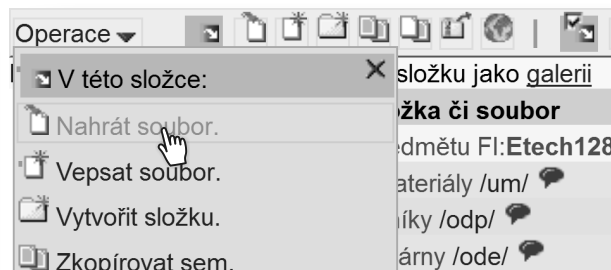 Operace
V této složce:
složku jako galerii
Nahrát soubor.
žka či soubor
edmětu FI:Etech128
Vepsat soubor.
ateriály /um/
Vytvořit složku.
íky /odp/
Zkopírovat sem.
árny /ode/